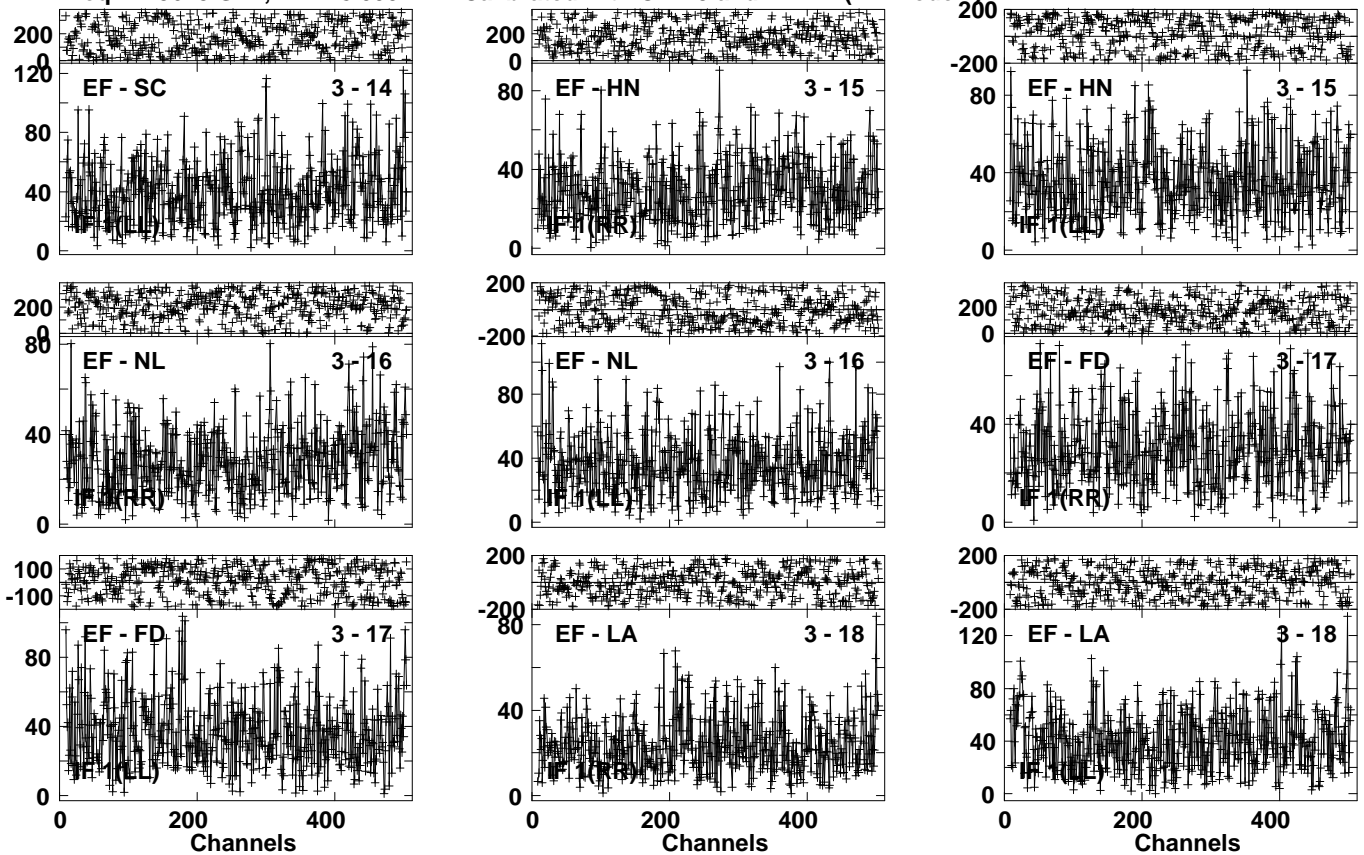 200
0
120
80
40
0
EF - SC 3 - 14
IF 1(LL)
200
0
80
40
0
EF - HN 3 - 15
IF 1(RR)
200
-200
80
40
0
EF - HN 3 - 15
IF 1(LL)
200
0
80
40
0
EF - NL 3 - 16
IF 1(RR)
200
-200
80
40
0
EF - NL 3 - 16
IF 1(LL)
200
0
80
40
0
EF - FD 3 - 17
IF 1(RR)
100
-100
80
40
0
EF - FD 3 - 17
IF 1(LL)
0 200 400
Channels
200
-200
80
40
0
EF - LA 3 - 18
IF 1(RR)
0 200 400
Channels
200
-200
120
80
40
0
EF - LA 3 - 18
IF 1(LL)
0 200 400
Channels